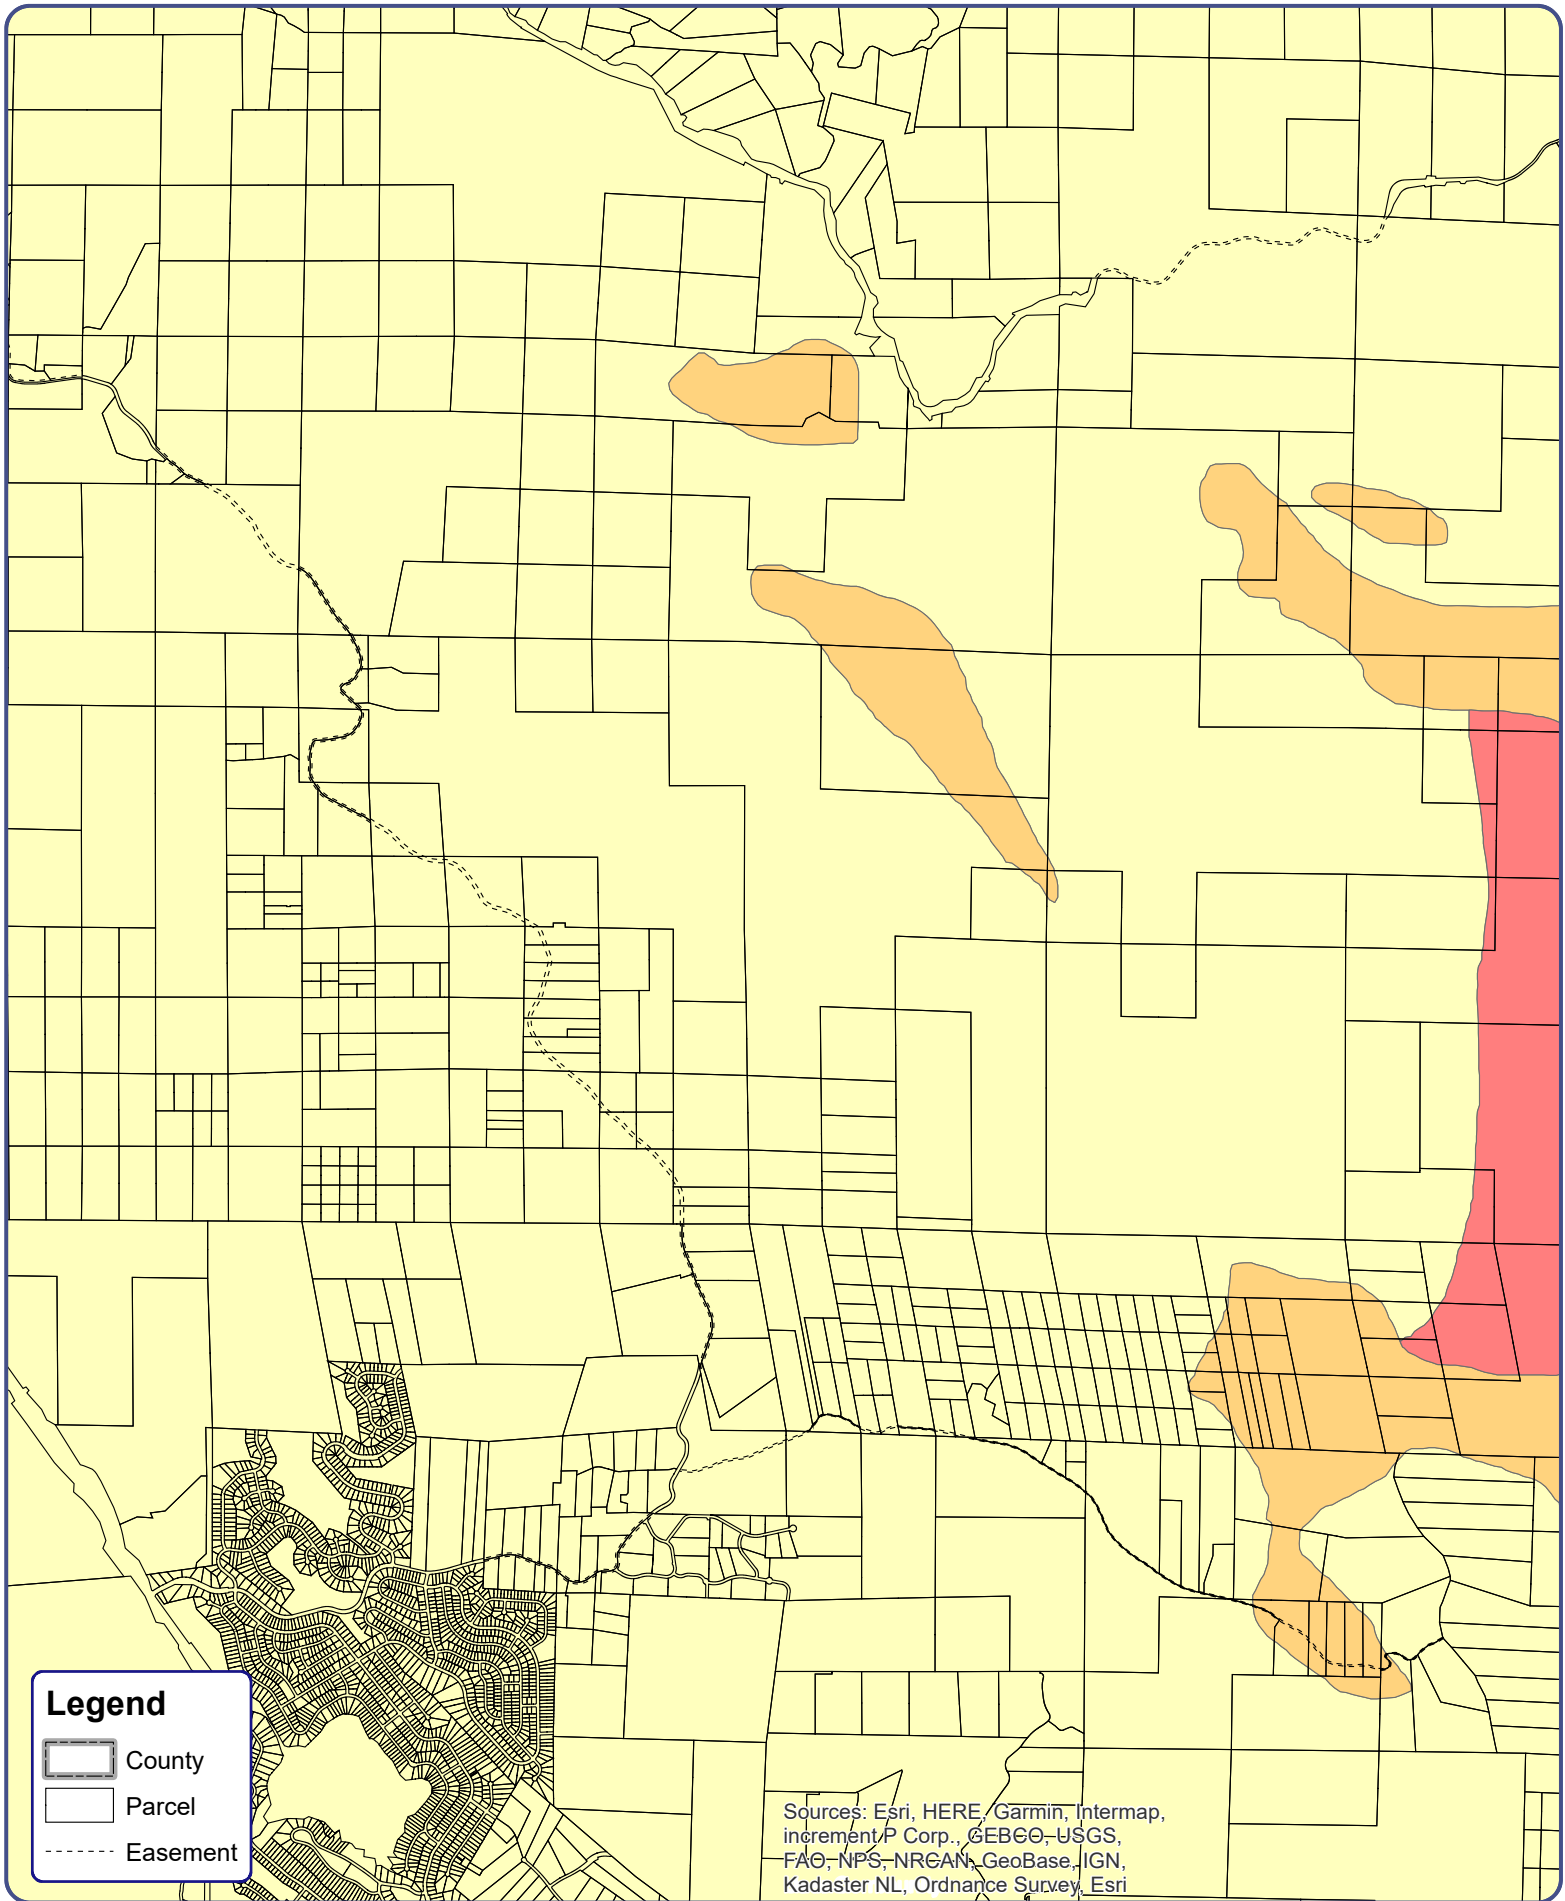 Legend
County
Parcel
Easement
Sources: Esri, HERE, Garmin, Intermap,
increment P Corp., GEBCO, USGS,
FAO, NPS, NRCAN, GeoBase, IGN,
Kadaster NL, Ordnance Survey, Esri